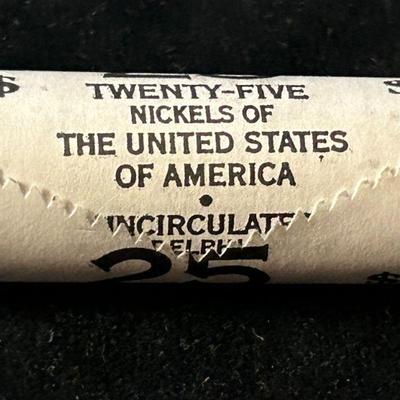 $ $
TWENTY-FIVE
NICKELS OF
THE UNITED STATES
OF AMERICA
•
25 $